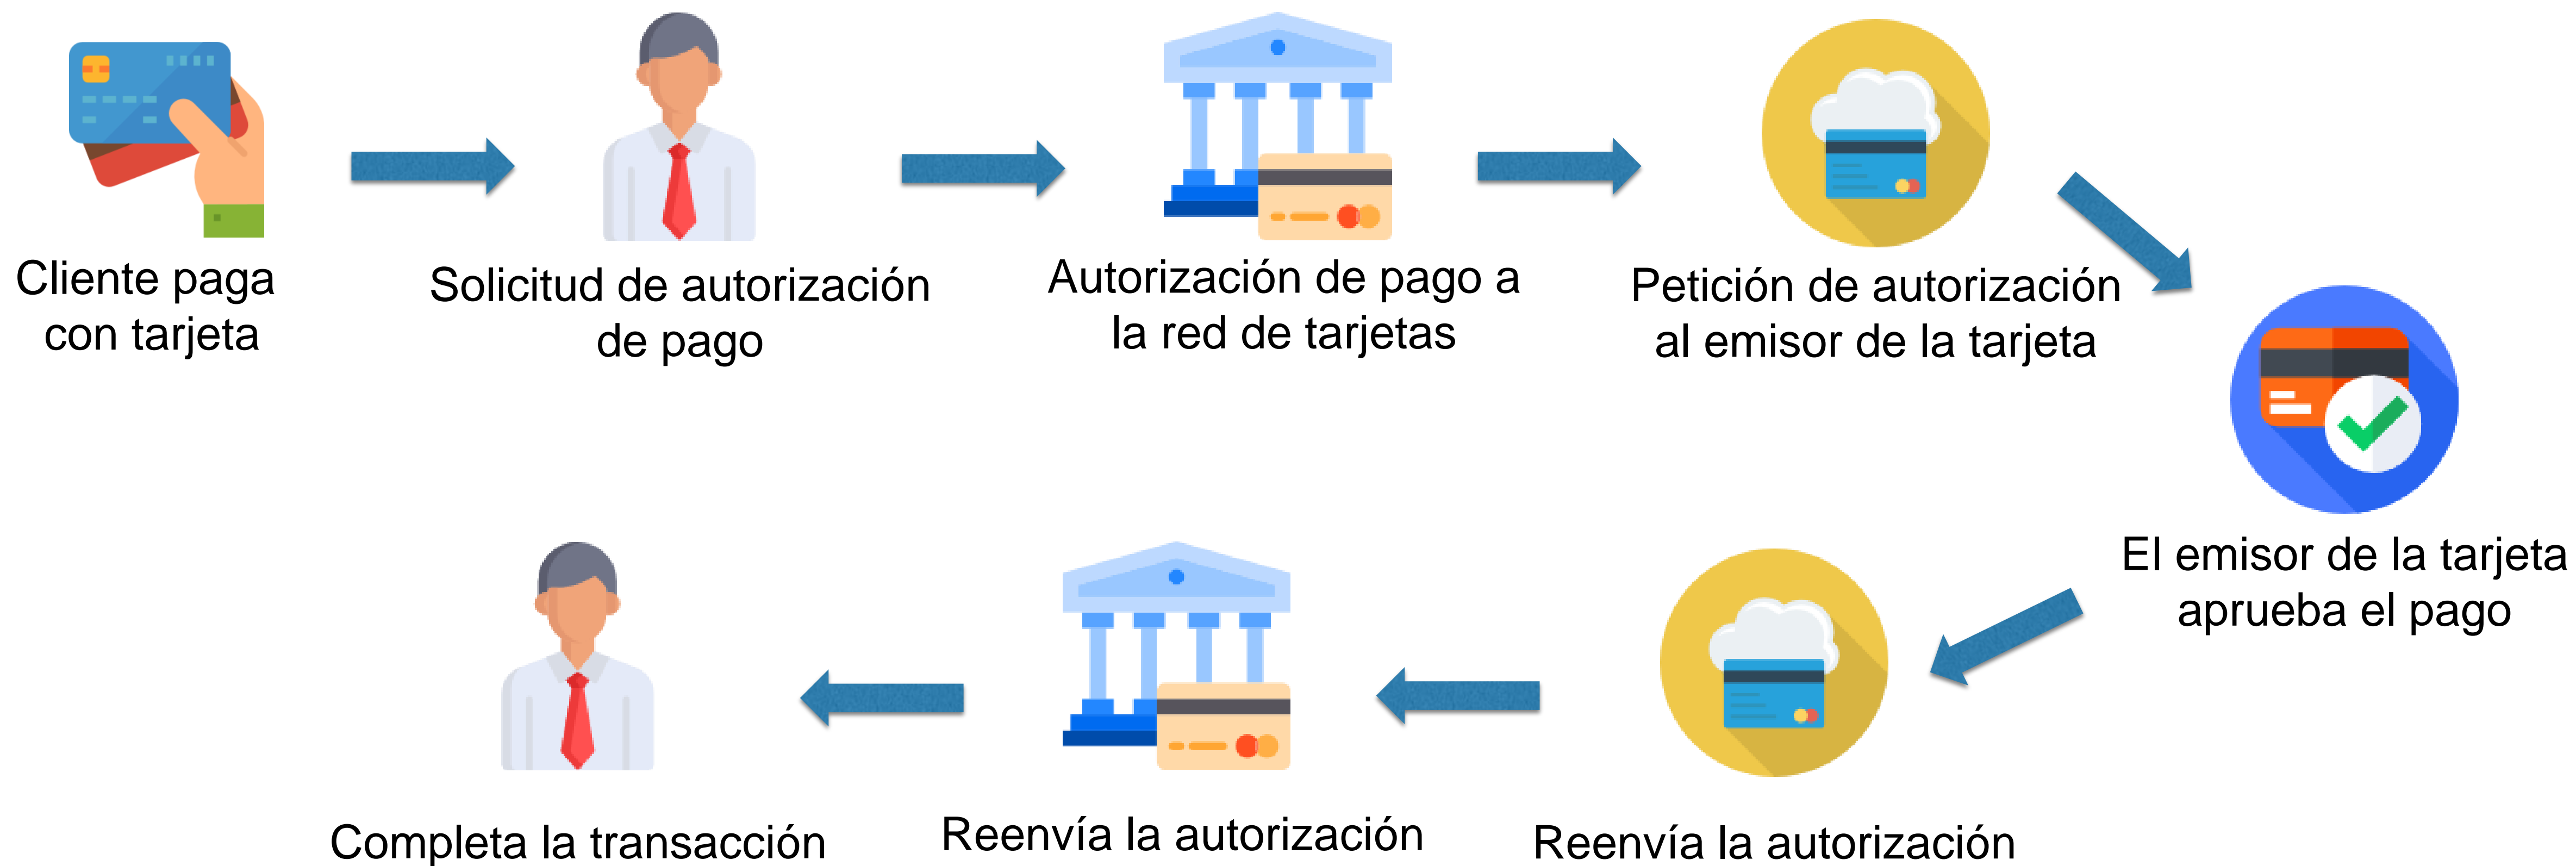 Cliente paga
con tarjeta
Solicitud de autorización
de pago
Autorización de pago a
la red de tarjetas
Petición de autorización
al emisor de la tarjeta
El emisor de la tarjeta
aprueba el pago
Reenvía la autorización
Reenvía la autorización
Completa la transacción